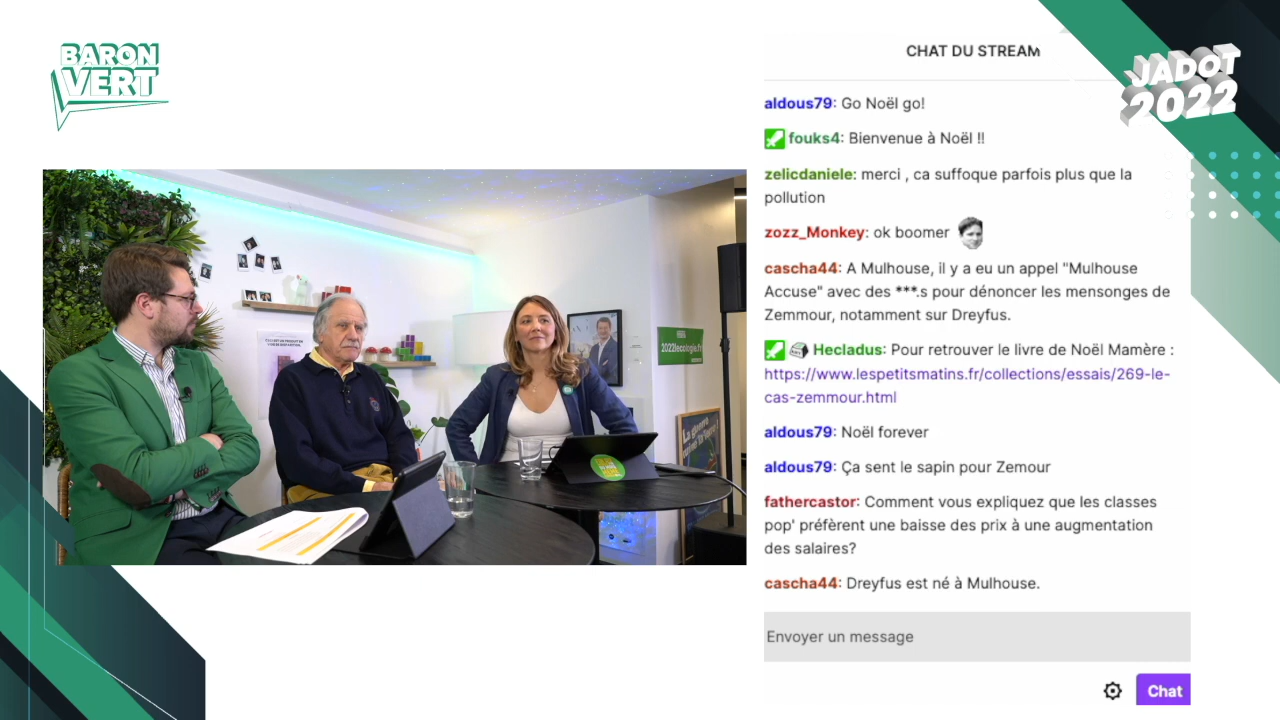 BARON
VERT
2022lecologie.fr
La guerre
CHAT DU STREAM
JADOT
2022
aldous79: Go Noël go!
fouks4: Bienvenue à Noël !!
zelicdaniele: merci , ca suffoque parfois plus que la
pollution
zozz_Monkey: ok boomer
cascha44: A Mulhouse, il y a eu un appel "Mulhouse
Accuse" avec des ***.s pour dénoncer les mensonges de
Zemmour, notamment sur Dreyfus.
Hecladus: Pour retrouver le livre de Noël Mamère :
https://www.lespetitsmatins.fr/collections/essais/269-le-
cas-zemmour.html
aldous79: Noël forever
aldous79: Ça sent le sapin pour Zemour
fathercastor: Comment vous expliquez que les classes
pop' préfèrent une baisse des prix à une augmentation
des salaires?
cascha44: Dreyfus est né à Mulhouse.
Envoyer un message
Chat